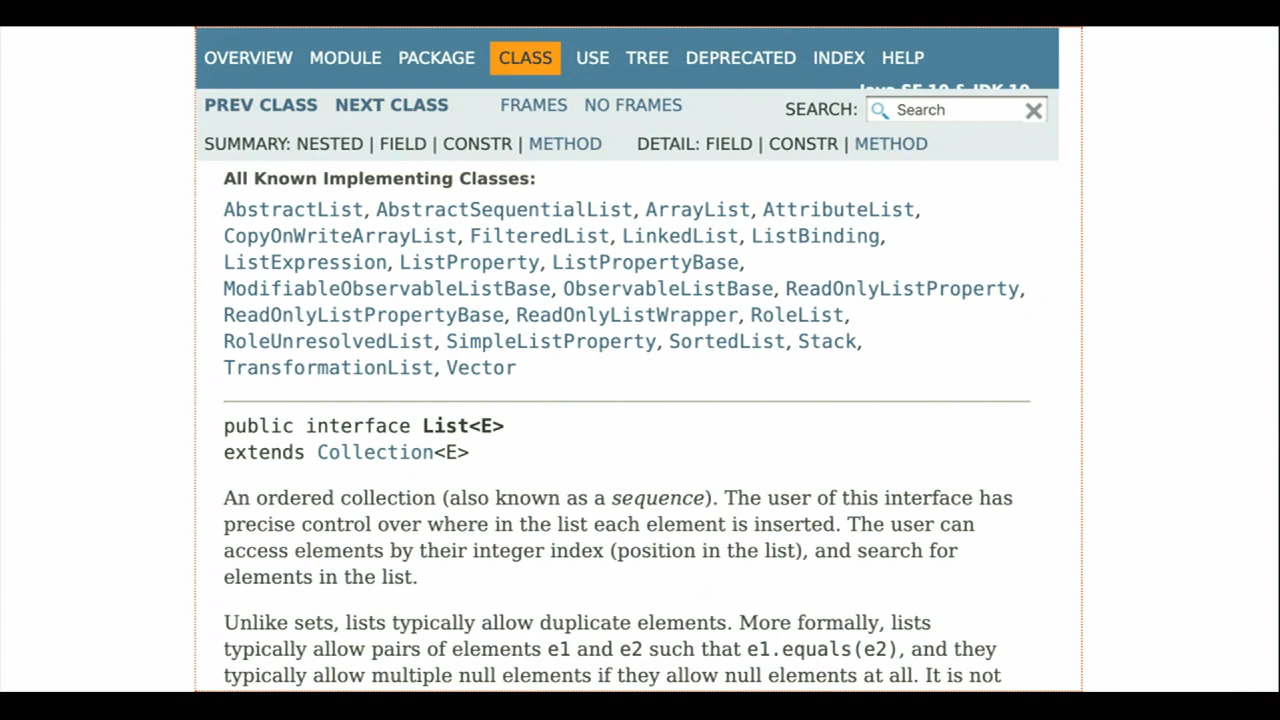 OVERVIEW MODULE PACKAGE CLASS USE TREE DEPRECATED INDEX HELP
Java SE 10 & JDK 10
PREV CLASS NEXT CLASS FRAMES NO FRAMES SEARCH: Search
SUMMARY: NESTED | FIELD | CONSTR | METHOD DETAIL: FIELD | CONSTR | METHOD
All Known Implementing Classes:
AbstractList, AbstractSequentialList, ArrayList, AttributeList,
CopyOnWriteArrayList, FilteredList, LinkedList, ListBinding,
ListExpression, ListProperty, ListPropertyBase,
ModifiableObservableListBase, ObservableListBase, ReadOnlyListProperty,
ReadOnlyListPropertyBase, ReadOnlyListWrapper, RoleList,
RoleUnresolvedList, SimpleListProperty, SortedList, Stack,
TransformationList, Vector
public interface List<E>
extends Collection<E>
An ordered collection (also known as a sequence). The user of this interface has
precise control over where in the list each element is inserted. The user can
access elements by their integer index (position in the list), and search for
elements in the list.
Unlike sets, lists typically allow duplicate elements. More formally, lists
typically allow pairs of elements e1 and e2 such that e1.equals(e2), and they
typically allow multiple null elements if they allow null elements at all. It is not